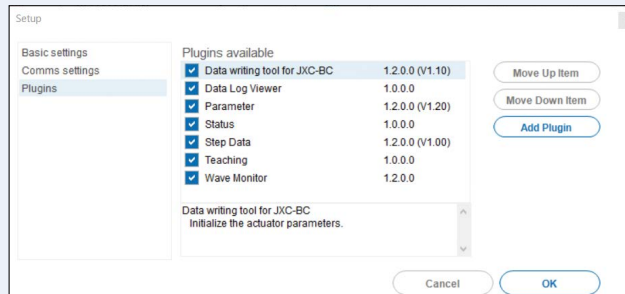 Setup
Basic settings
Comms settings
Plugins
Plugins available
Data writing tool for JXC-BC 1.2.0.0 (V1.10)
Data Log Viewer 1.0.0.0
Parameter 1.2.0.0 (V1.20)
Status 1.0.0.0
Step Data 1.2.0.0 (V1.00)
Teaching 1.0.0.0
Wave Monitor 1.2.0.0
Move Up Item
Move Down Item
Add Plugin
Data writing tool for JXC-BC
Initialize the actuator parameters.
Cancel OK